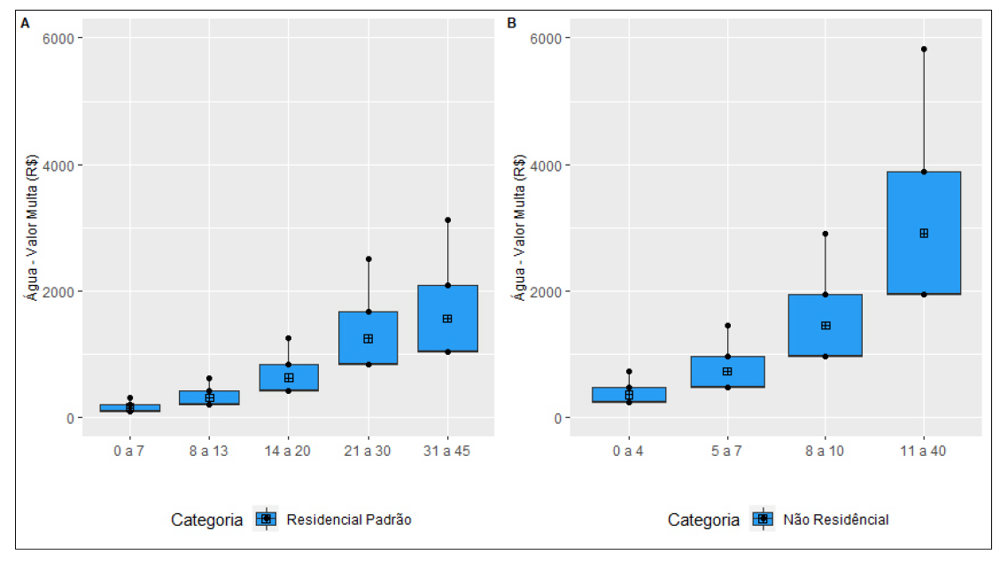 A
Água - Valor Multa (R$)
6000
4000
2000
0
0 a 7
8 a 13
14 a 20
21 a 30
31 a 45
Categoria
Residencial Padrão
B
Água - Valor Multa (R$)
6000
4000
2000
0
0 a 4
5 a 7
8 a 10
11 a 40
Categoria
Não Residêncial